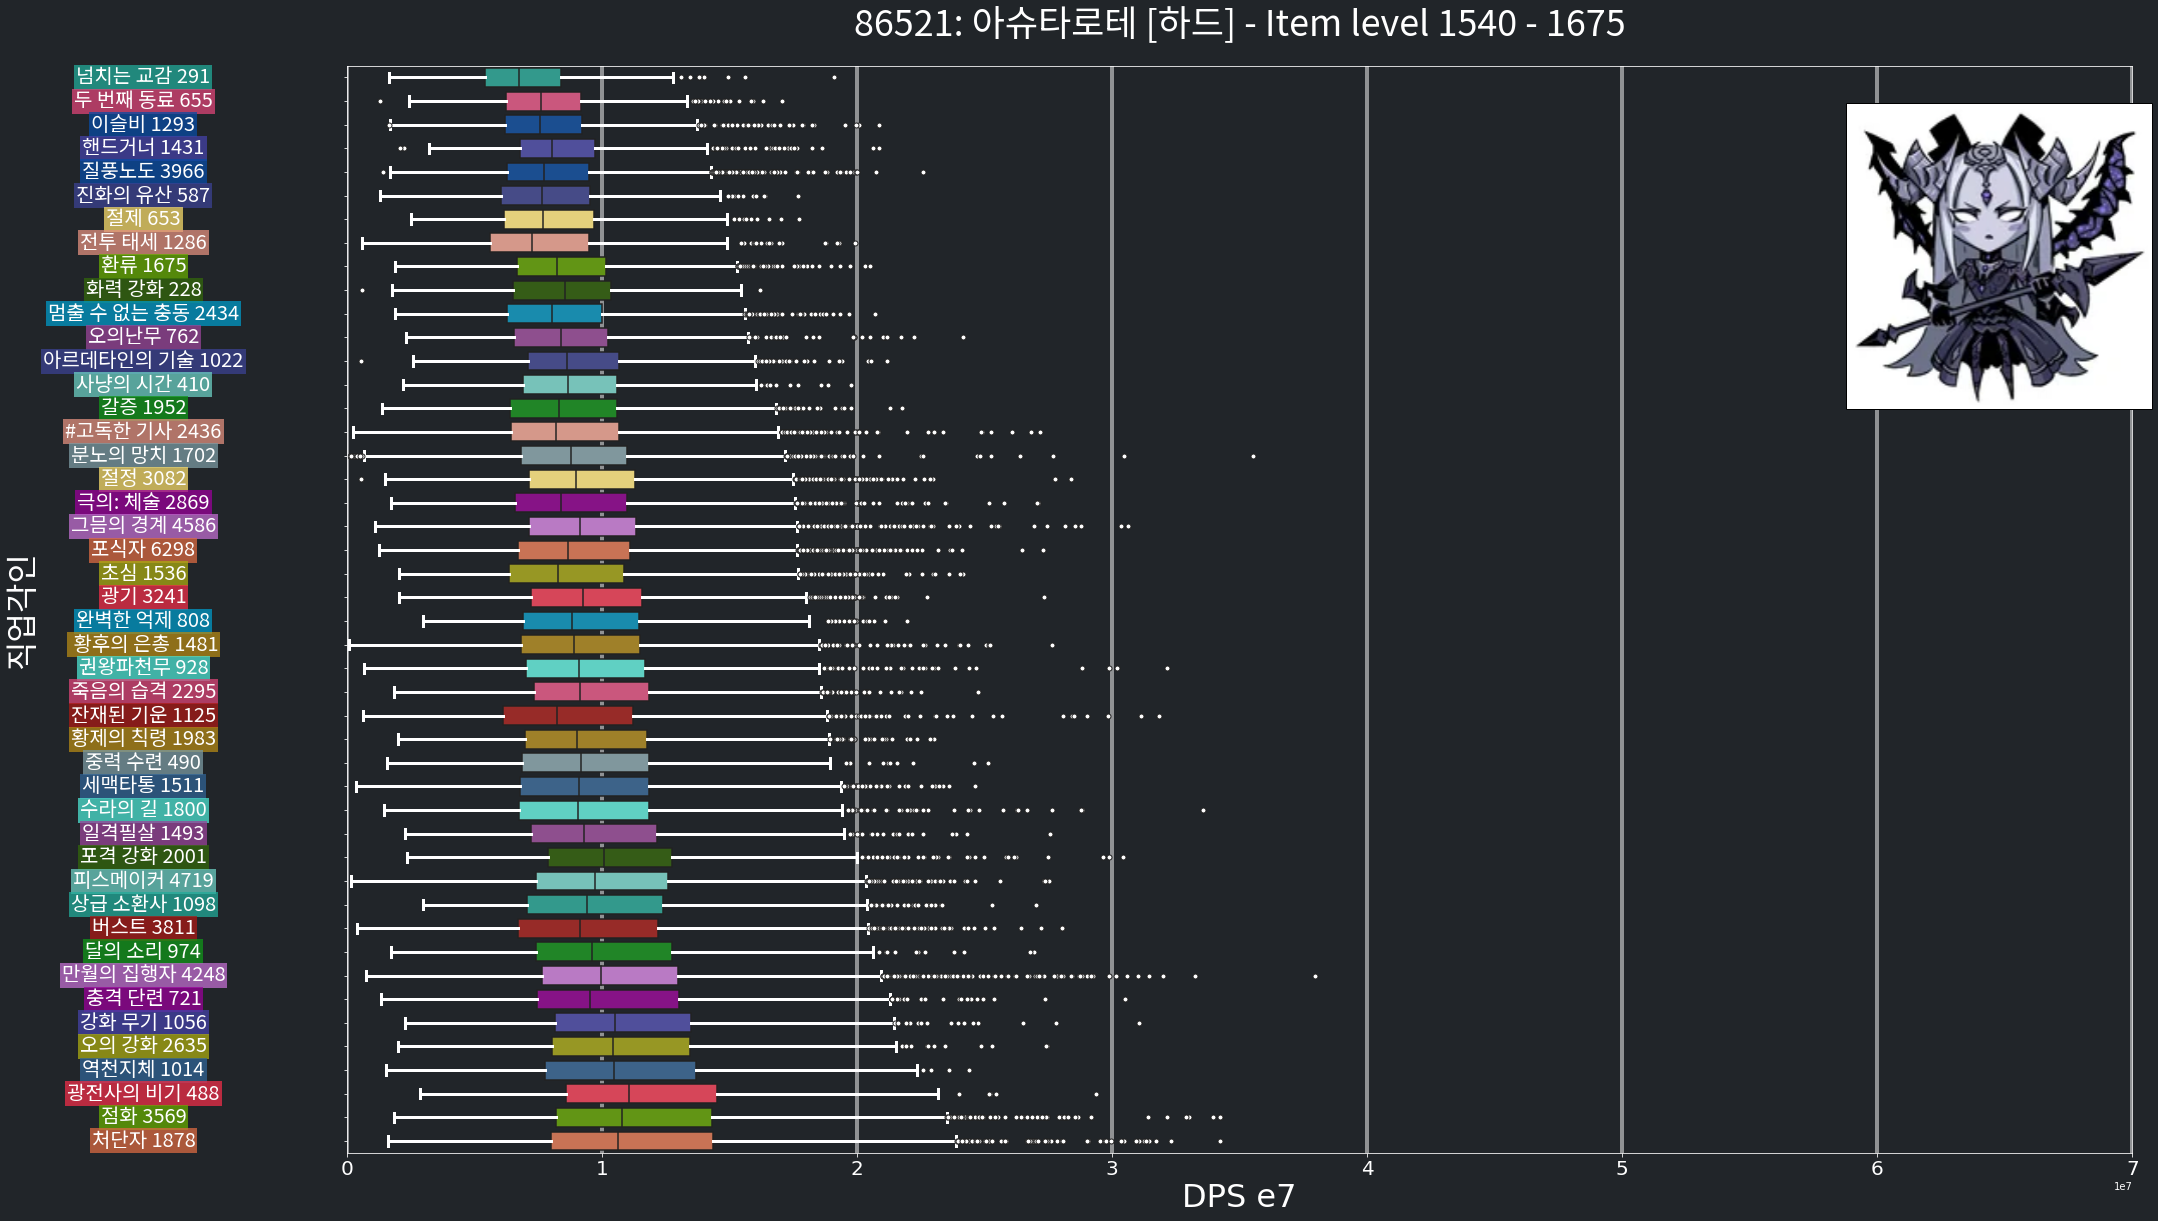 86521: 아슈타로테 [하드] - Item level 1540 - 1675
넘치는 교감 291
두 번째 동료 655
이슬비 1293
핸드거너 1431
질풍노도 3966
진화의 유산 587
절제 653
전투 태세 1286
환류 1675
화력 강화 228
멈출 수 없는 충동 2434
오의난무 762
아르데타인의 기술 1022
사냥의 시간 410
갈증 1952
#고독한 기사 2436
분노의 망치 1702
절정 3082
극의: 체술 2869
그믐의 경계 4586
포식자 6298
초심 1536
광기 3241
완벽한 억제 808
황후의 은총 1481
권왕파천무 928
죽음의 습격 2295
잔재된 기운 1125
황제의 칙령 1983
중력 수련 490
세맥타통 1511
수라의 길 1800
일격필살 1493
포격 강화 2001
피스메이커 4719
상급 소환사 1098
버스트 3811
달의 소리 974
만월의 집행자 4248
충격 단련 721
강화 무기 1056
오의 강화 2635
역천지체 1014
광전사의 비기 488
점화 3569
처단자 1878
직업각인
0 1 2 3 4 5 6 7
1e7
DPS e7